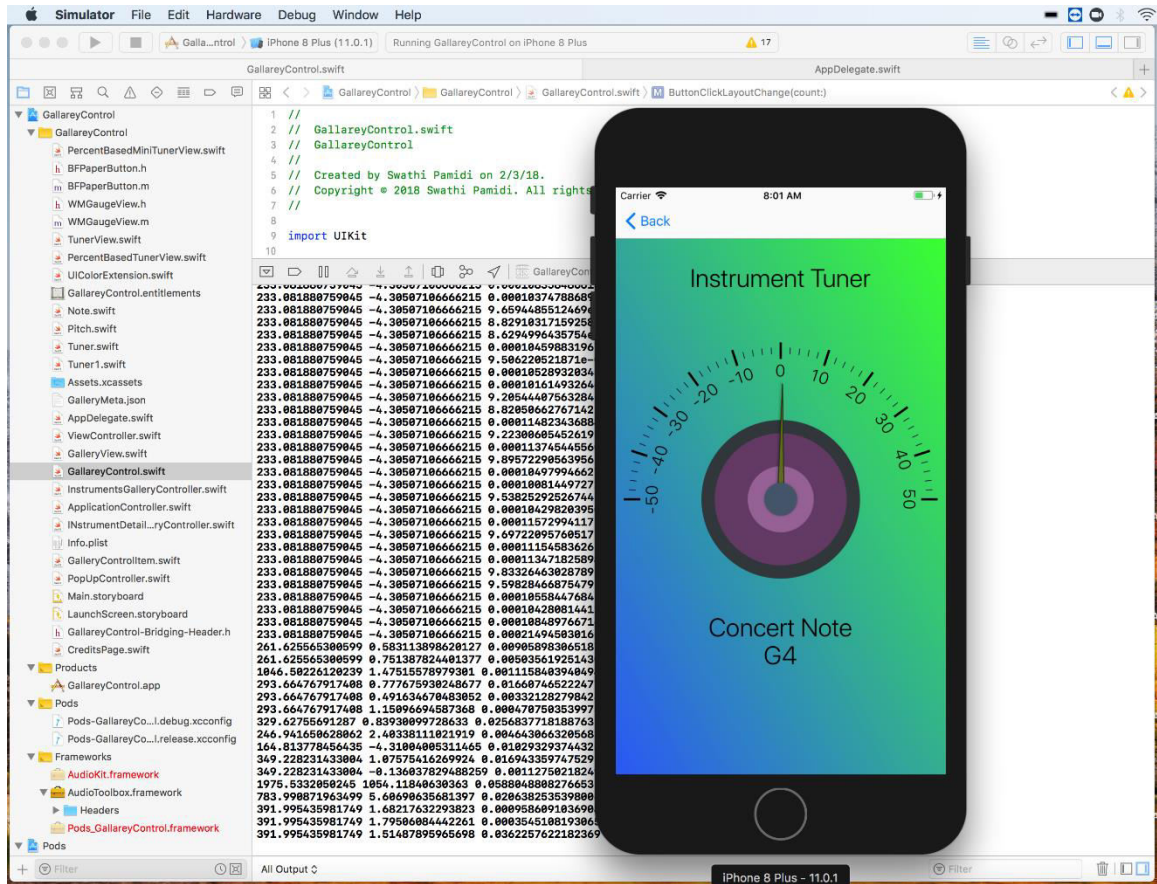 Simulator File Edit Hardware Debug Window Help
Galla...ntrol iPhone 8 Plus (11.0.1) Running GallareyControl on iPhone 8 Plus 17
GallareyControl.swift AppDelegate.swift
GallareyControl GallareyControl GallareyControl.swift M ButtonClickLayoutChange(count:)
GallareyControl
GallareyControl
PercentBasedMiniTunerView.swift
h BFPaperButton.h
m BFPaperButton.m
h WMGaugeView.h
m WMGaugeView.m
TunerView.swift
PercentBasedTunerView.swift
UIColorExtension.swift
GallareyControl.entitlements
Note.swift
Pitch.swift
Tuner.swift
Tuner1.swift
Assets.xcassets
GalleryMeta.json
AppDelegate.swift
ViewController.swift
GalleryView.swift
GallareyControl.swift
InstrumentsGalleryController.swift
ApplicationController.swift
INstrumentDetail...ryController.swift
Info.plist
GalleryControlItem.swift
PopUpController.swift
Main.storyboard
LaunchScreen.storyboard
h GallareyControl-Bridging-Header.h
CreditsPage.swift
Products
GallareyControl.app
Pods
Pods-GallareyCo...l.debug.xcconfig
Pods-GallareyCo...l.release.xcconfig
Frameworks
AudioKit.framework
AudioToolbox.framework
Headers
Pods_GallareyControl.framework
Pods
Filter
1 //
2 // GallareyControl.swift
3 // GallareyControl
4 //
5 // Created by Swathi Pamidi on 2/3/18.
6 // Copyright © 2018 Swathi Pamidi. All rights
7 //
8
9 import UIKit
10
GallareyCon
233.081880759045 -4.30507106666215 0.00010374788689
233.081880759045 -4.30507106666215 9.65944855124696
233.081880759045 -4.30507106666215 8.82910317159258
233.081880759045 -4.30507106666215 8.6294996435754e
233.081880759045 -4.30507106666215 0.00010459883196
233.081880759045 -4.30507106666215 9.506220521871e-
233.081880759045 -4.30507106666215 0.00010528932034
233.081880759045 -4.30507106666215 0.00010161493264
233.081880759045 -4.30507106666215 9.20544407563284
233.081880759045 -4.30507106666215 8.82050662767142
233.081880759045 -4.30507106666215 0.00011482343688
233.081880759045 -4.30507106666215 9.22300605452619
233.081880759045 -4.30507106666215 0.00011374544556
233.081880759045 -4.30507106666215 9.89572290563956
233.081880759045 -4.30507106666215 0.00010497994662
233.081880759045 -4.30507106666215 0.00010081449727
233.081880759045 -4.30507106666215 9.53825292526744
233.081880759045 -4.30507106666215 0.00010429820395
233.081880759045 -4.30507106666215 0.00011572994117
233.081880759045 -4.30507106666215 9.69722095760517
233.081880759045 -4.30507106666215 0.00011154583626
233.081880759045 -4.30507106666215 0.00011347182589
233.081880759045 -4.30507106666215 9.83326463028789
233.081880759045 -4.30507106666215 9.59828466875479
233.081880759045 -4.30507106666215 0.00010558447684
233.081880759045 -4.30507106666215 0.00010428081441
233.081880759045 -4.30507106666215 0.00010848976671
233.081880759045 -4.30507106666215 0.00021494503016
261.625565300599 0.583113898620127 0.00905898306518
261.625565300599 0.751387824401377 0.00503561925143
1046.50226120239 1.47515578979301 0.0011158403940494
293.664767917408 0.777675930248677 0.01660746522247
293.664767917408 0.491634670483052 0.00332128279842
293.664767917408 1.15096694587368 0.000470750353997
329.62755691287 0.83930099728633 0.0256837718188763
246.941650628062 2.40338111021919 0.004643066320568
164.813778456435 -4.31004005311465 0.01029329374432
349.228231433004 1.07575416269924 0.016943359747529
349.228231433004 -0.136037829488259 0.0011275021824
1975.5332050245 1054.11840630363 0.0588048808276653
783.990871963499 5.60690635681397 0.020638253539800
391.995435981749 1.68217632293823 0.000958609103690
391.995435981749 1.79506084442261 0.000354510819306
391.995435981749 1.51487895965698 0.0362257622182369
All Output
Filter
Carrier 8:01 AM
Back
Instrument Tuner
-50 -40 -30 -20 -10 0 10 20 30 40 50
Concert Note
G4
iPhone 8 Plus - 11.0.1